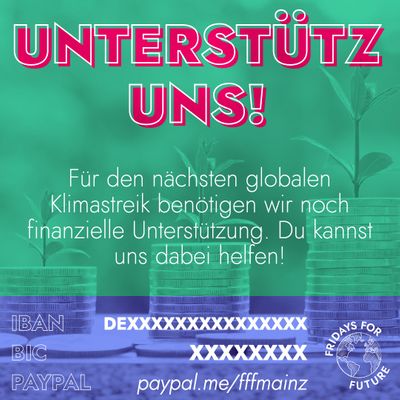 UNTERSTÜTZ
UNS!
Für den nächsten globalen
Klimastreik benötigen wir noch
finanzielle Unterstützung. Du kannst
uns dabei helfen!
IBAN DEXXXXXXXXXXXXXXXX
BIC XXXXXXXX
PAYPAL paypal.me/fffmainz
FRIDAYS FOR
FUTURE